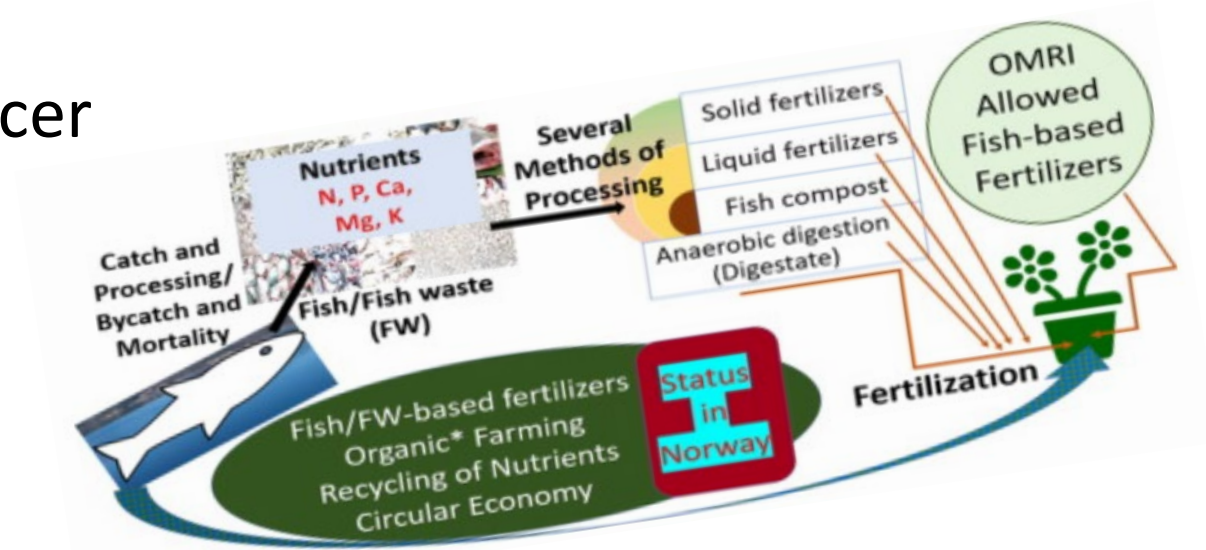 cer
Nutrients
N, P, Ca,
Mg, K
Several
Methods of
Processing
Solid fertilizers
Liquid fertilizers
Fish compost
Anaerobic digestion
(Digestate)
OMRI
Allowed
Fish-based
Fertilizers
Catch and
Processing/
Bycatch and
Mortality
Fish/Fish waste
(FW)
Fertilization
Fish/FW-based fertilizers
Organic* Farming
Recycling of Nutrients
Circular Economy
Status
in
Norway